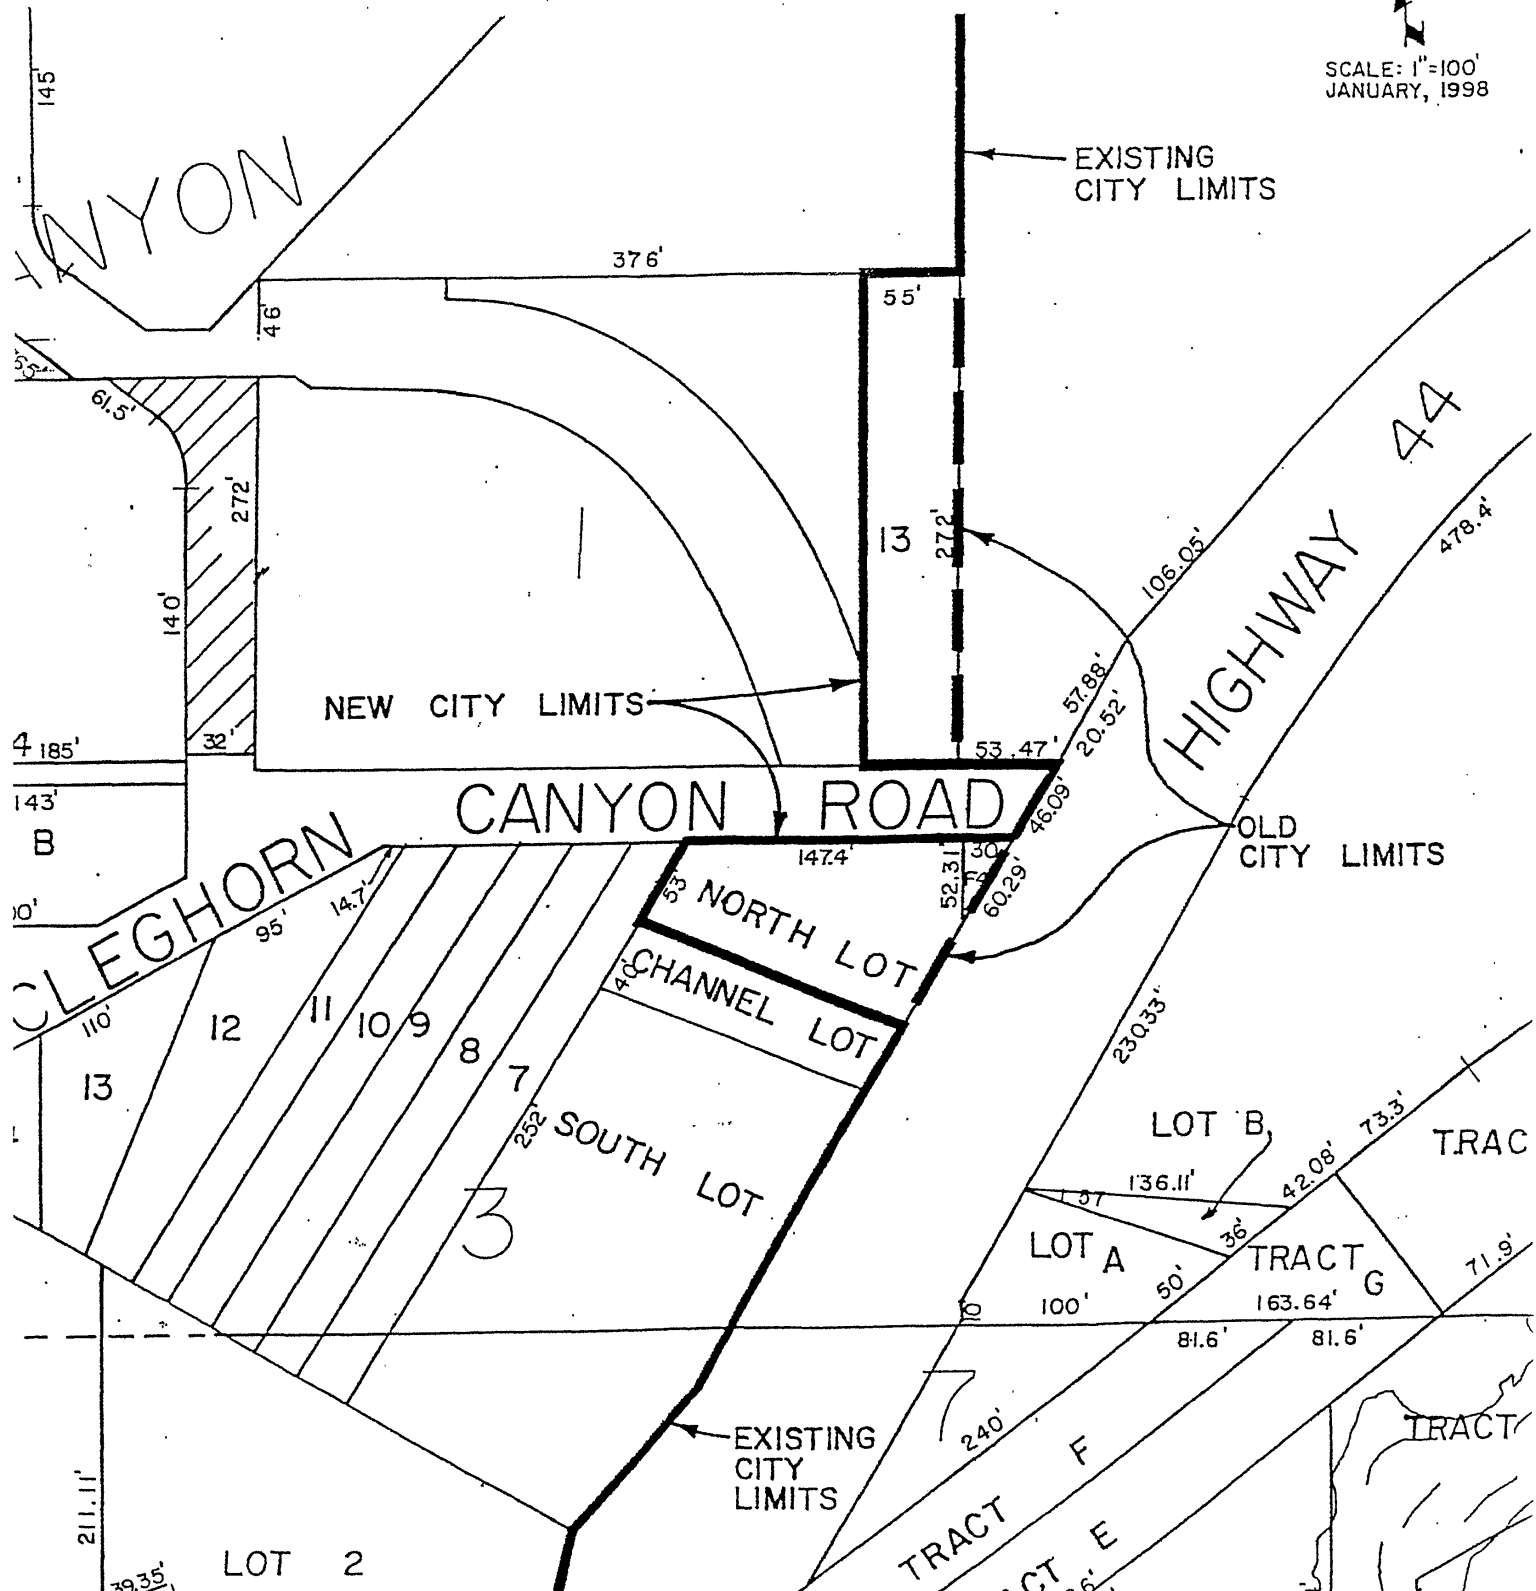 SCALE: 1"=100'
JANUARY, 1998
145'
EXISTING
CITY LIMITS
376'
55'
46'
61.5'
HIGHWAY 44
272'
1
13
272'
478.4'
106.05'
140'
57.88'
20.52'
NEW CITY LIMITS
32'
4 185'
53.47'
143'
B
CANYON ROAD
46.09'
OLD
CITY LIMITS
147.4'
30
52.31'
60.29'
53'
NORTH LOT
CLEGHORN
14.7'
95'
110'
40'
CHANNEL LOT
11
12
10
9
8
7
13
230.33'
252'
SOUTH LOT
3
LOT B
73.3'
TRAC
42.08'
136.11'
57
36'
LOT A
TRACT G
71.9'
50'
10
100'
163.64'
81.6'
81.6'
7
240'
EXISTING
CITY
LIMITS
TRACT F
TRACT
TRACT E
211.11'
LOT 2
39.35'